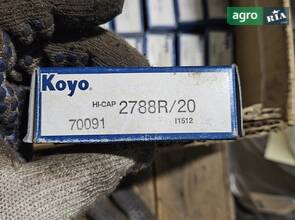 agro RIA
Koyo®
HI-CAP 2788R/20
70091 I1512